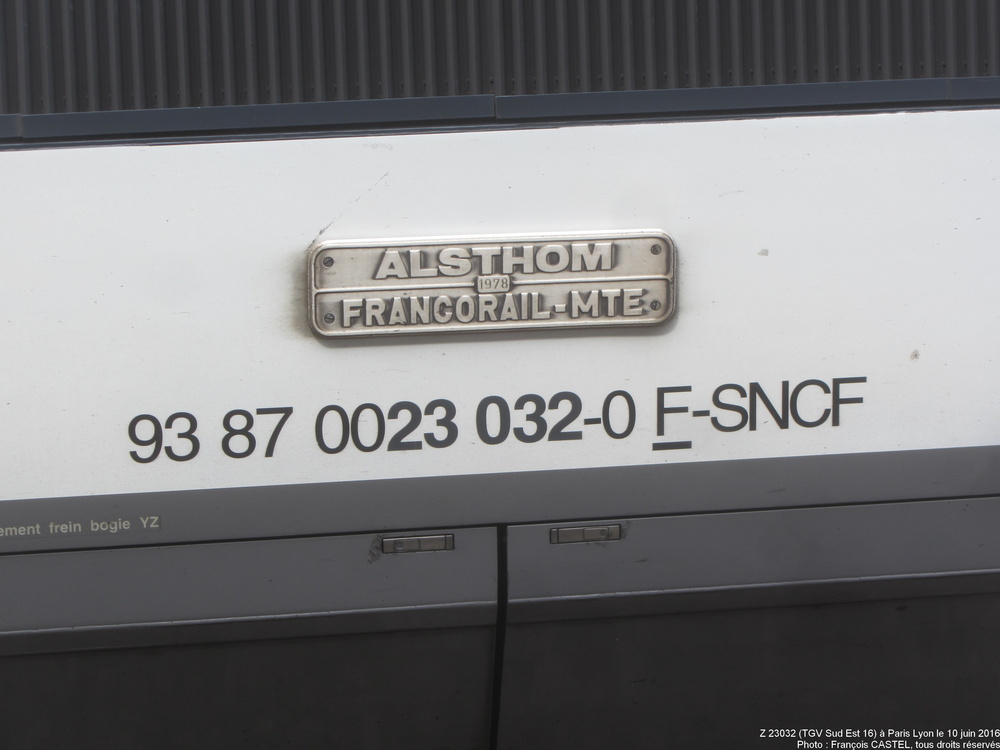 ALSTHOM
1978
FRANCORAIL-MTE
93 87 0023 032-0 F-SNCF
ement frein bogie YZ
Z 23032 (TGV Sud Est 16) à Paris Lyon le 10 juin 2016
Photo : François CASTEL, tous droits réservés